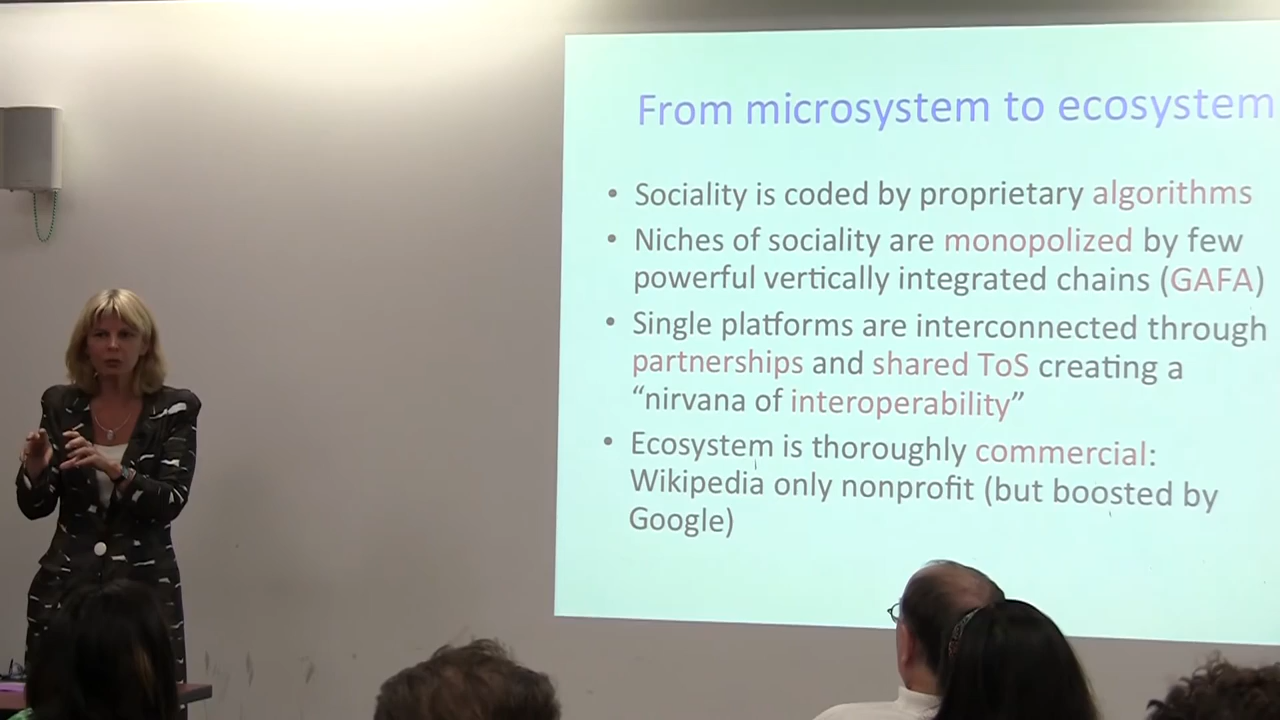 From microsystem to ecosystem
• Sociality is coded by proprietary algorithms
• Niches of sociality are monopolized by few
powerful vertically integrated chains (GAFA)
• Single platforms are interconnected through
partnerships and shared ToS creating a
“nirvana of interoperability”
• Ecosystem is thoroughly commercial:
Wikipedia only nonprofit (but boosted by
Google)